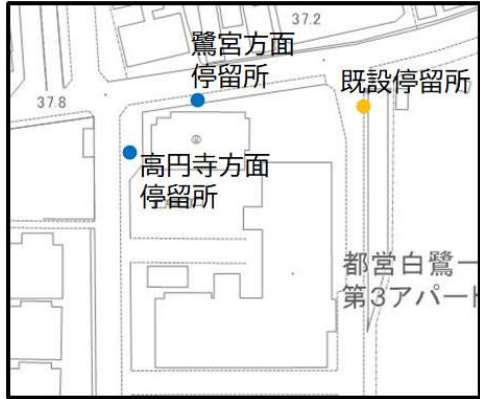 37.2
鷺宮方面
停留所
既設停留所
37.8
高円寺方面
停留所
都営白鷺一
第3アパート